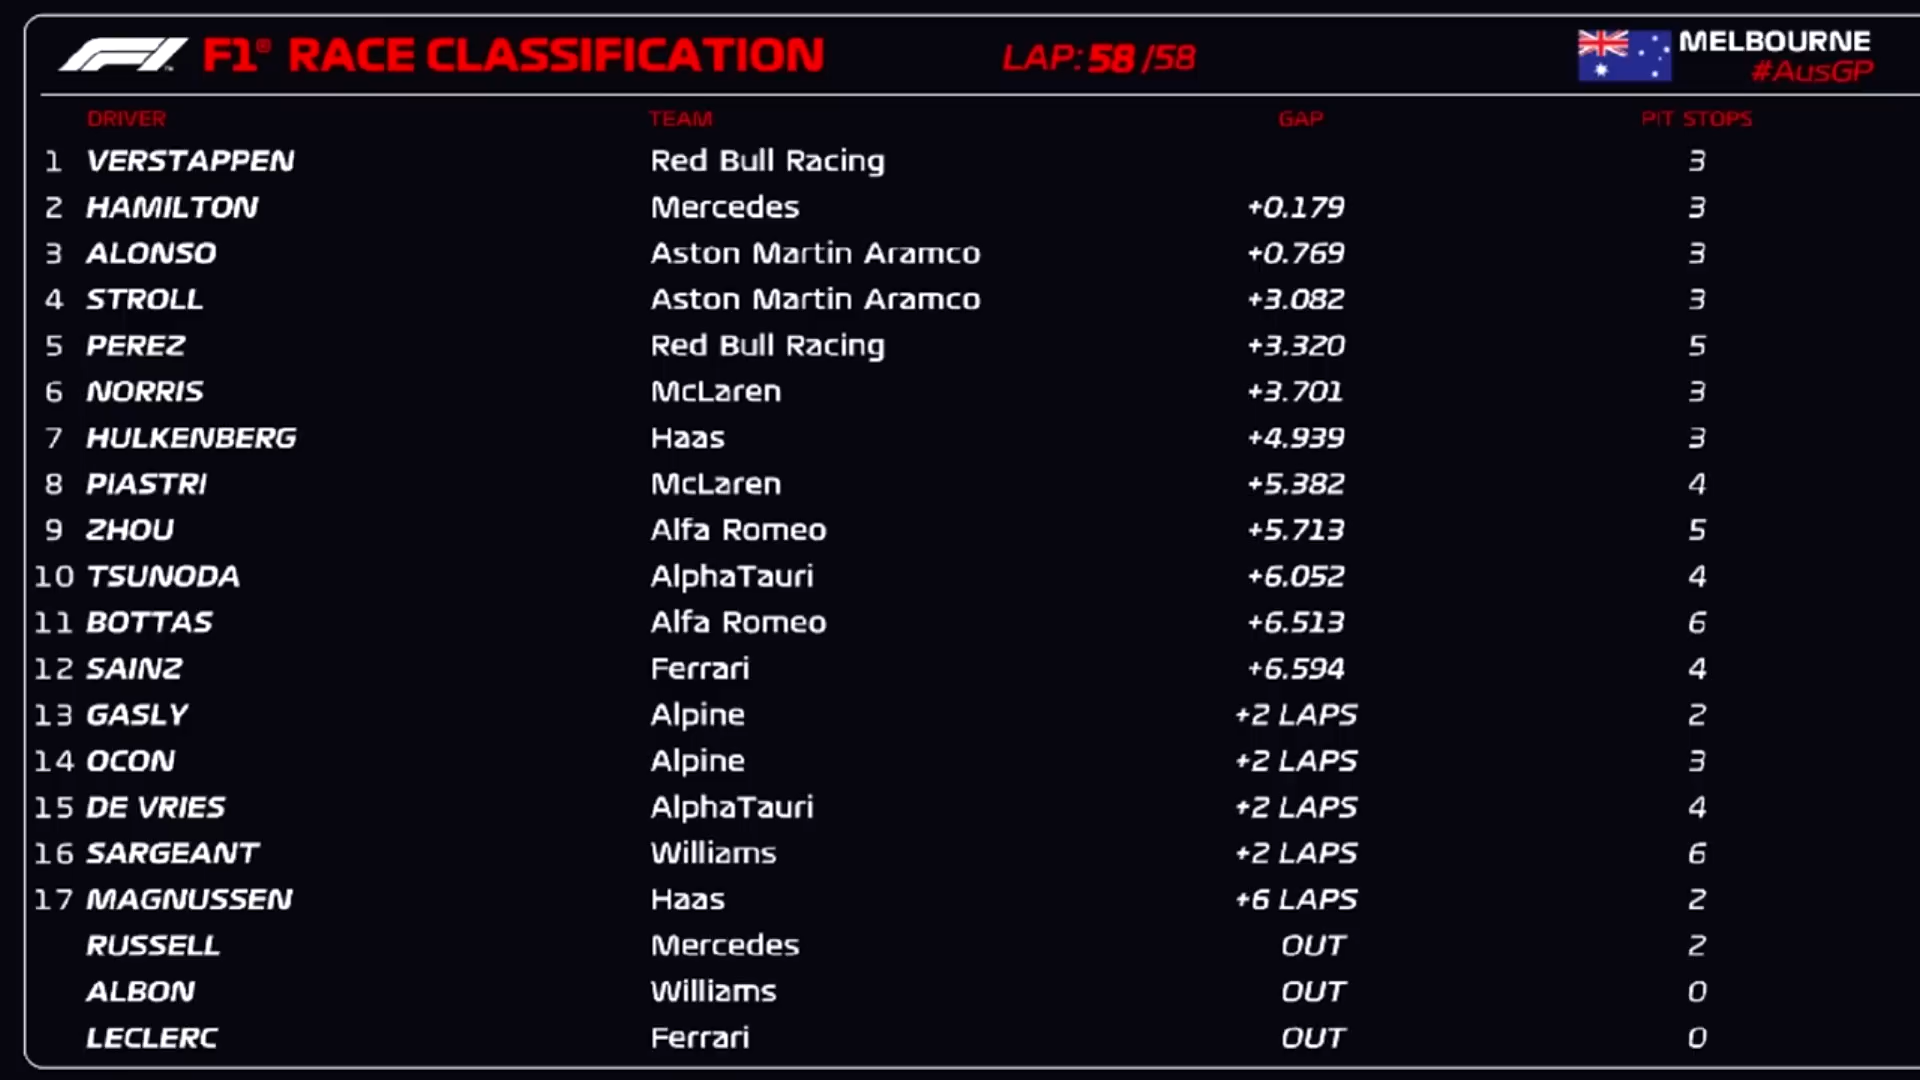 F1® RACE CLASSIFICATION LAP: 58 /58 MELBOURNE
#AusGP
DRIVER TEAM GAP PIT STOPS
1 VERSTAPPEN Red Bull Racing 3
2 HAMILTON Mercedes +0.179 3
3 ALONSO Aston Martin Aramco +0.769 3
4 STROLL Aston Martin Aramco +3.082 3
5 PEREZ Red Bull Racing +3.320 5
6 NORRIS McLaren +3.701 3
7 HULKENBERG Haas +4.939 3
8 PIASTRI McLaren +5.382 4
9 ZHOU Alfa Romeo +5.713 5
10 TSUNODA AlphaTauri +6.052 4
11 BOTTAS Alfa Romeo +6.513 6
12 SAINZ Ferrari +6.594 4
13 GASLY Alpine +2 LAPS 2
14 OCON Alpine +2 LAPS 3
15 DE VRIES AlphaTauri +2 LAPS 4
16 SARGEANT Williams +2 LAPS 6
17 MAGNUSSEN Haas +6 LAPS 2
RUSSELL Mercedes OUT 2
ALBON Williams OUT 0
LECLERC Ferrari OUT 0